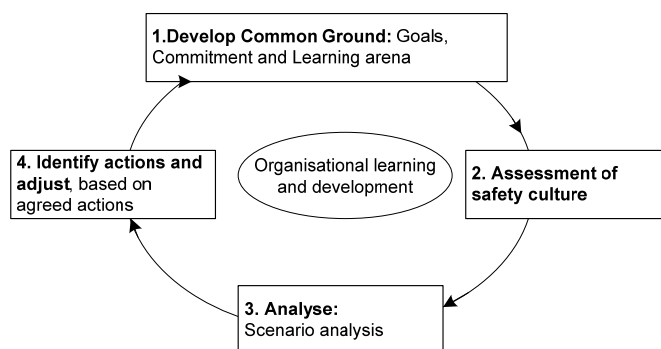 1.Develop Common Ground: Goals,
Commitment and Learning arena
4. Identify actions and
adjust, based on
agreed actions
Organisational learning
and development
2. Assessment of
safety culture
3. Analyse:
Scenario analysis